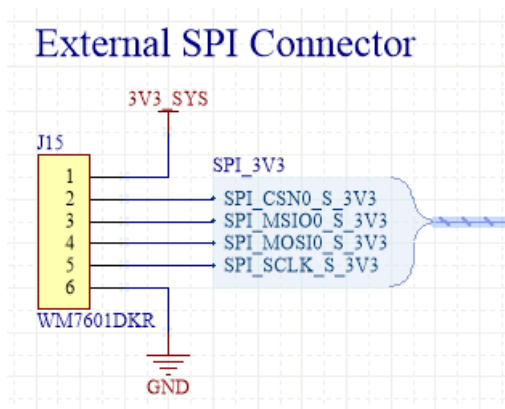 External SPI Connector
3V3_SYS
J15
SPI_3V3
1
2 SPI_CSN0_S_3V3
3 SPI_MSIO0_S_3V3
4 SPI_MOSI0_S_3V3
5 SPI_SCLK_S_3V3
6
WM7601DKR
GND